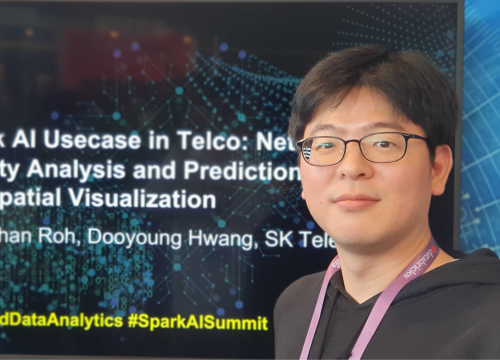 k AI Usecase in Telco: Net
ty Analysis and Prediction
patial Visualization
han Roh, Dooyoung Hwang, SK Tele
dDataAnalytics #SparkAISummit
databricks